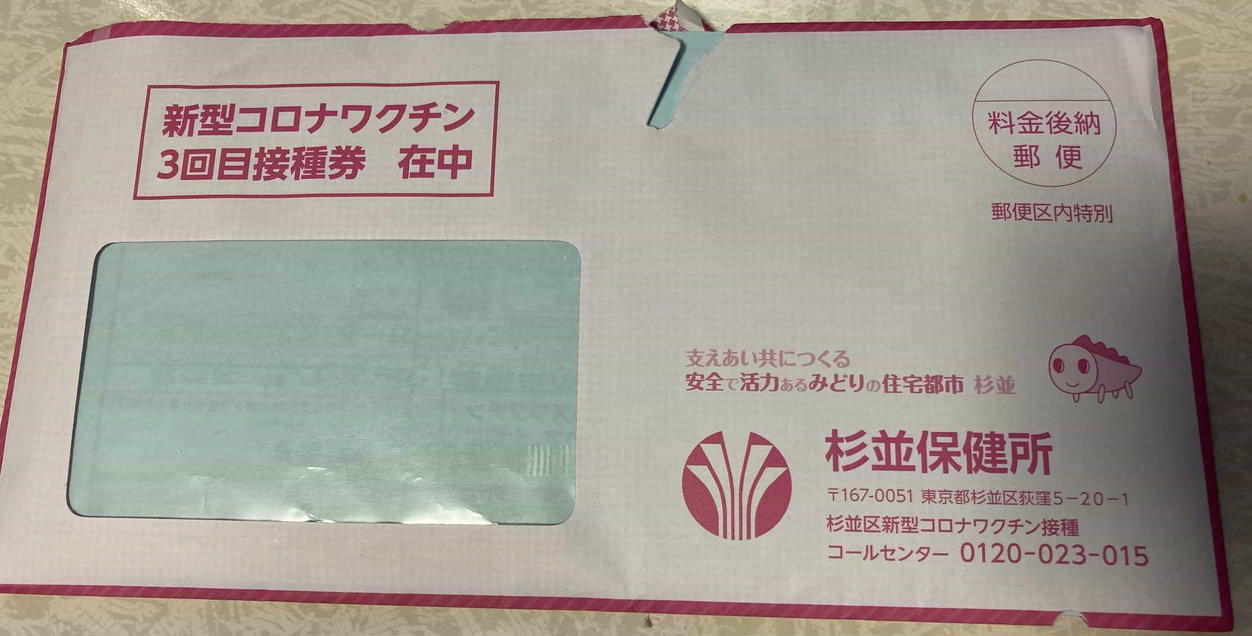 新型コロナワクチン
3回目接種券　在中
料金後納
郵便
郵便区内特別
支えあい共につくる
安全で活力あるみどりの住宅都市 杉並
杉並保健所
〒167-0051 東京都杉並区荻窪5-20-1
杉並区新型コロナワクチン接種
コールセンター 0120-023-015